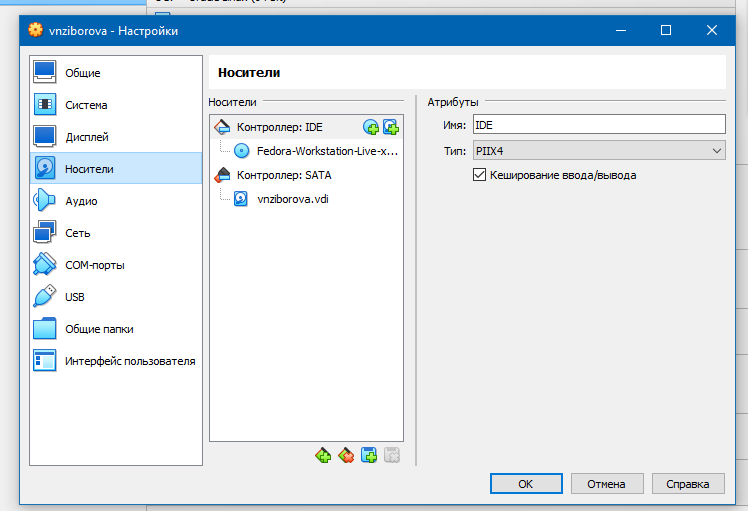 vnziborova - Настройки
Общие
Система
Дисплей
Носители
Аудио
Сеть
COM-порты
USB
Общие папки
Интерфейс пользователя
Носители
Носители
Контроллер: IDE
Fedora-Workstation-Live-x...
Контроллер: SATA
vnziborova.vdi
Атрибуты
Имя: IDE
Тип: PIIX4
Кеширование ввода/вывода
OK
Отмена
Справка